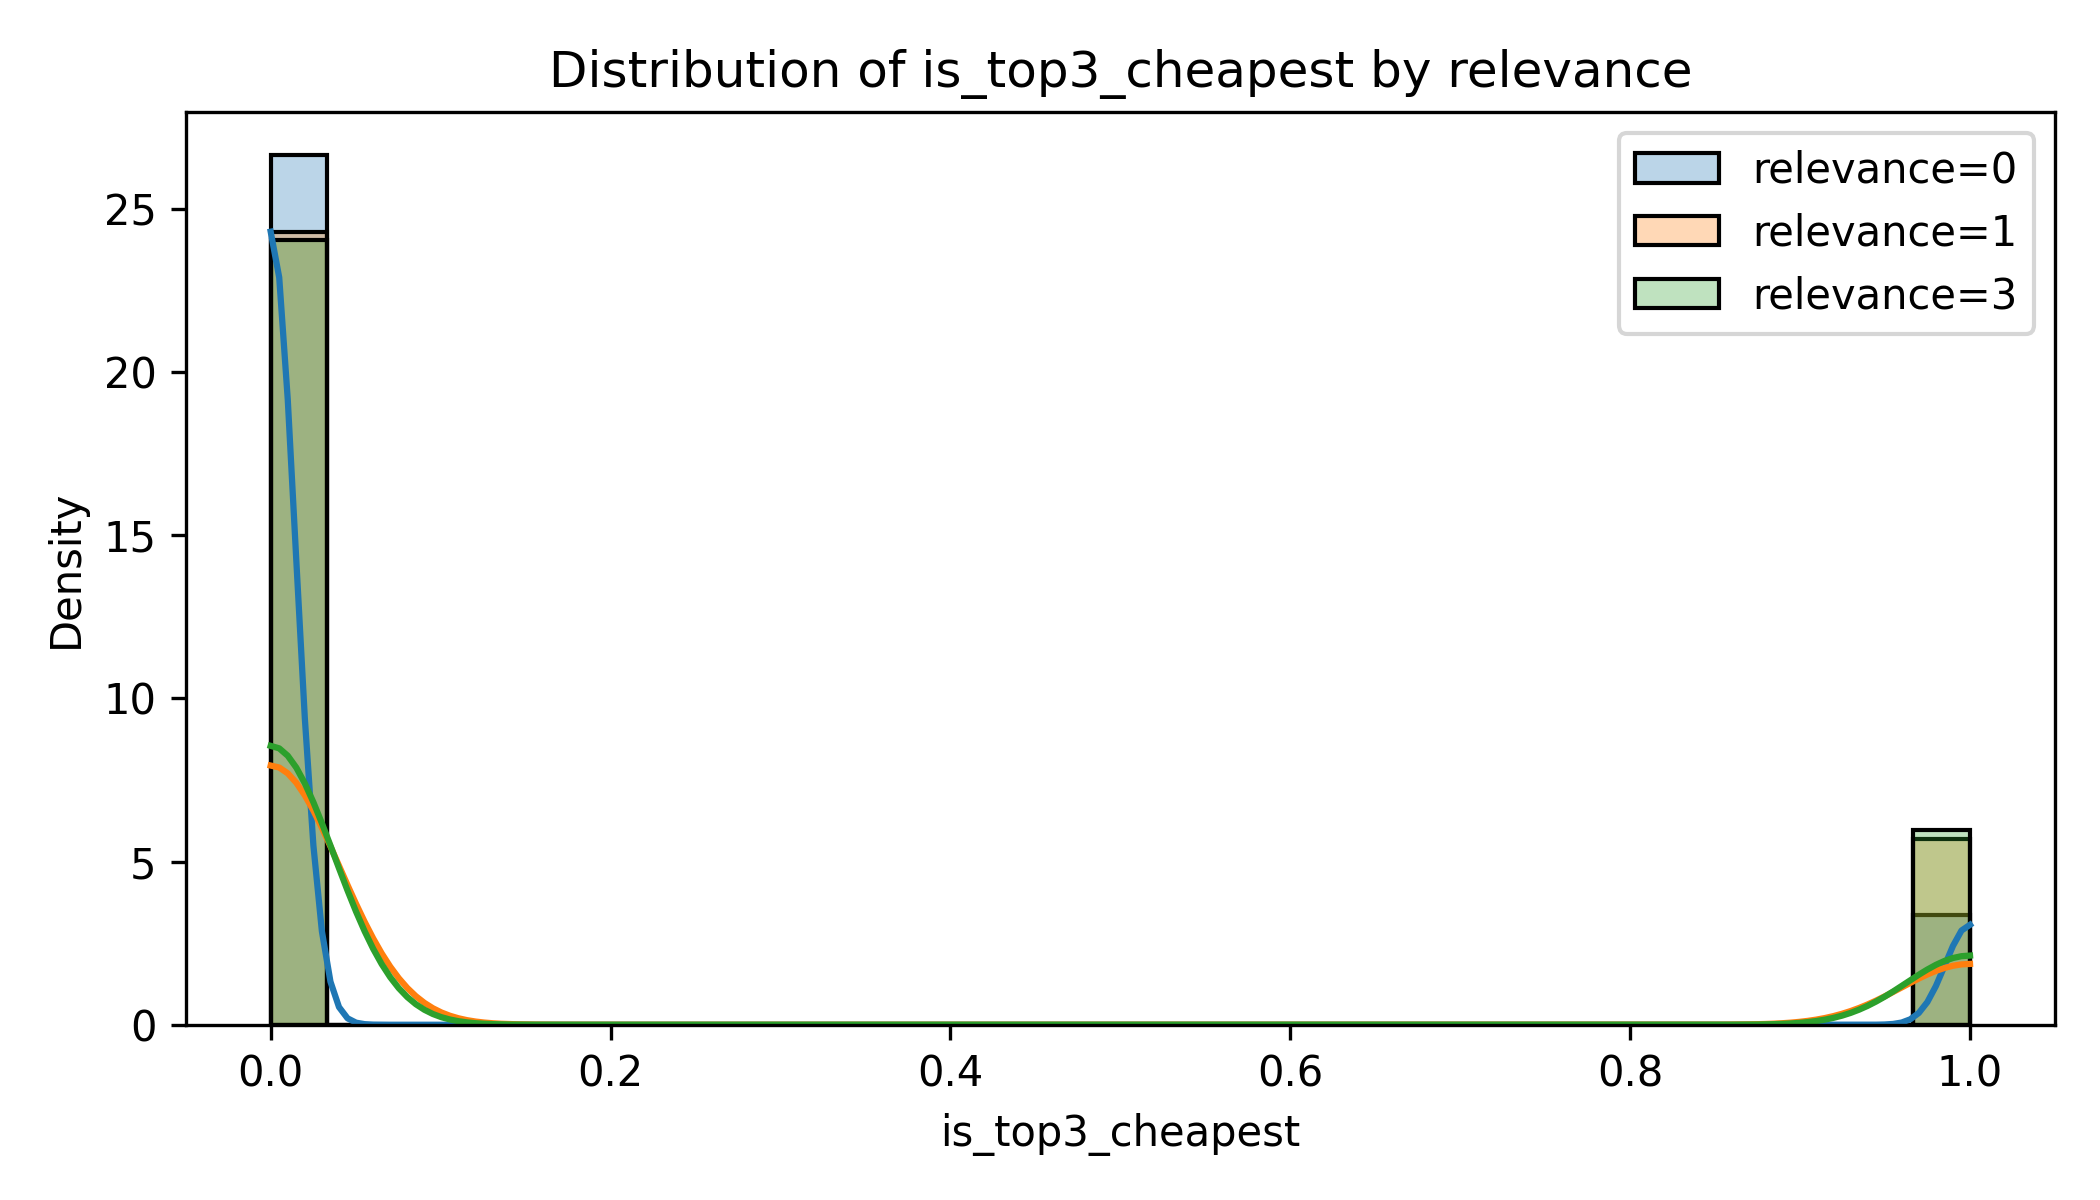 Distribution of is_top3_cheapest by relevance
relevance=0
relevance=1
relevance=3
Density
25
20
15
10
5
0
0.0 0.2 0.4 0.6 0.8 1.0
is_top3_cheapest